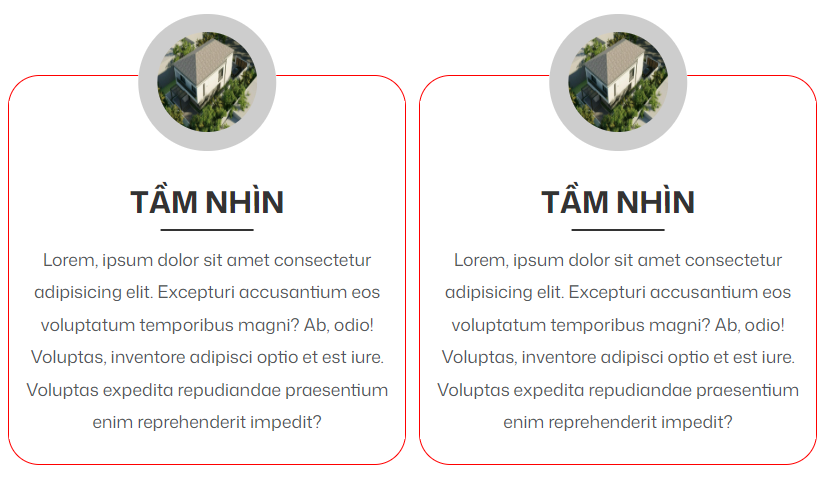 TẦM NHÌN
Lorem, ipsum dolor sit amet consectetur
adipisicing elit. Excepturi accusantium eos
voluptatum temporibus magni? Ab, odio!
Voluptas, inventore adipisci optio et est iure.
Voluptas expedita repudiandae praesentium
enim reprehenderit impedit?
TẦM NHÌN
Lorem, ipsum dolor sit amet consectetur
adipisicing elit. Excepturi accusantium eos
voluptatum temporibus magni? Ab, odio!
Voluptas, inventore adipisci optio et est iure.
Voluptas expedita repudiandae praesentium
enim reprehenderit impedit?